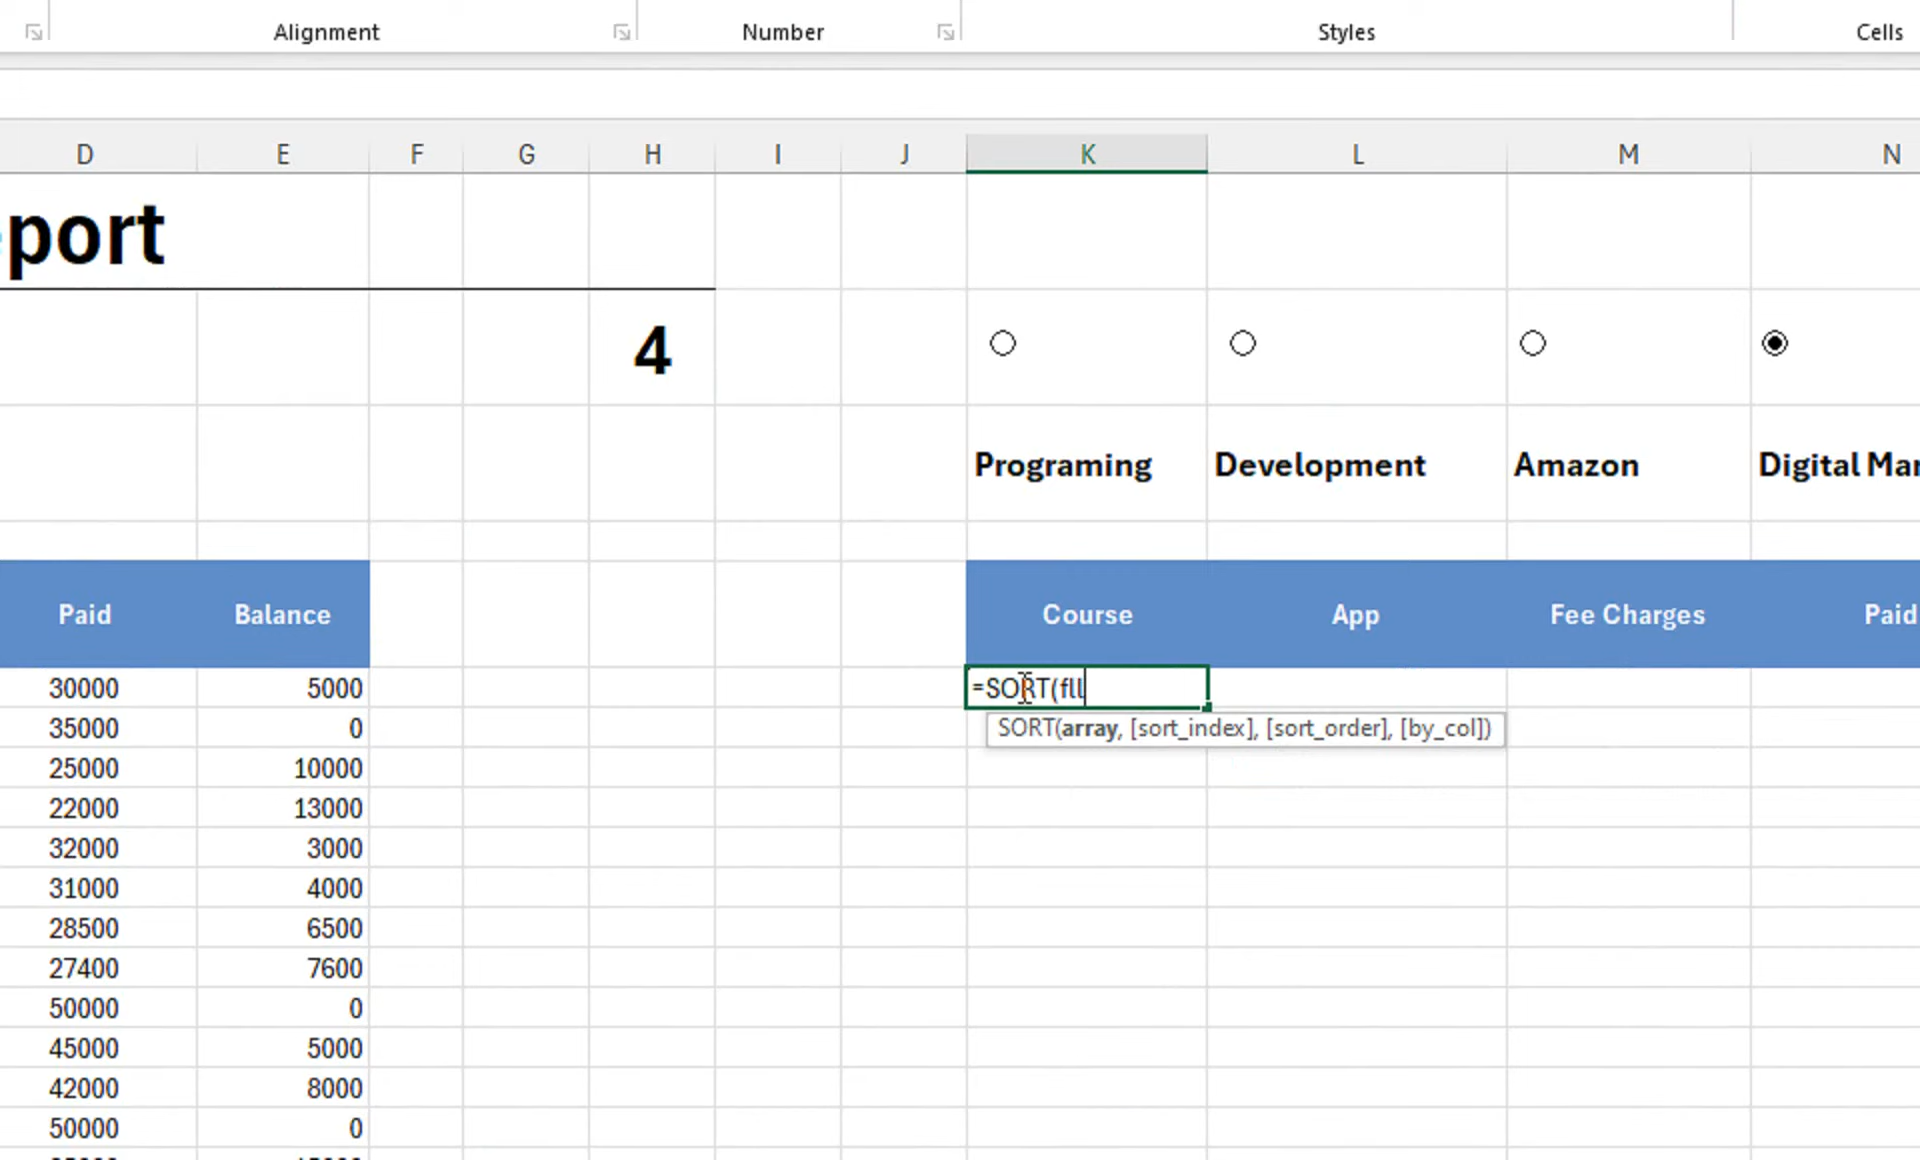 Alignment Number Styles Cells
D E F G H I J K L M N
port
4
Programing Development Amazon Digital Mar
Paid Balance Course App Fee Charges Paid
30000 5000 =SORT(fll
35000 0 SORT(array, [sort_index], [sort_order], [by_col])
25000 10000
22000 13000
32000 3000
31000 4000
28500 6500
27400 7600
50000 0
45000 5000
42000 8000
50000 0